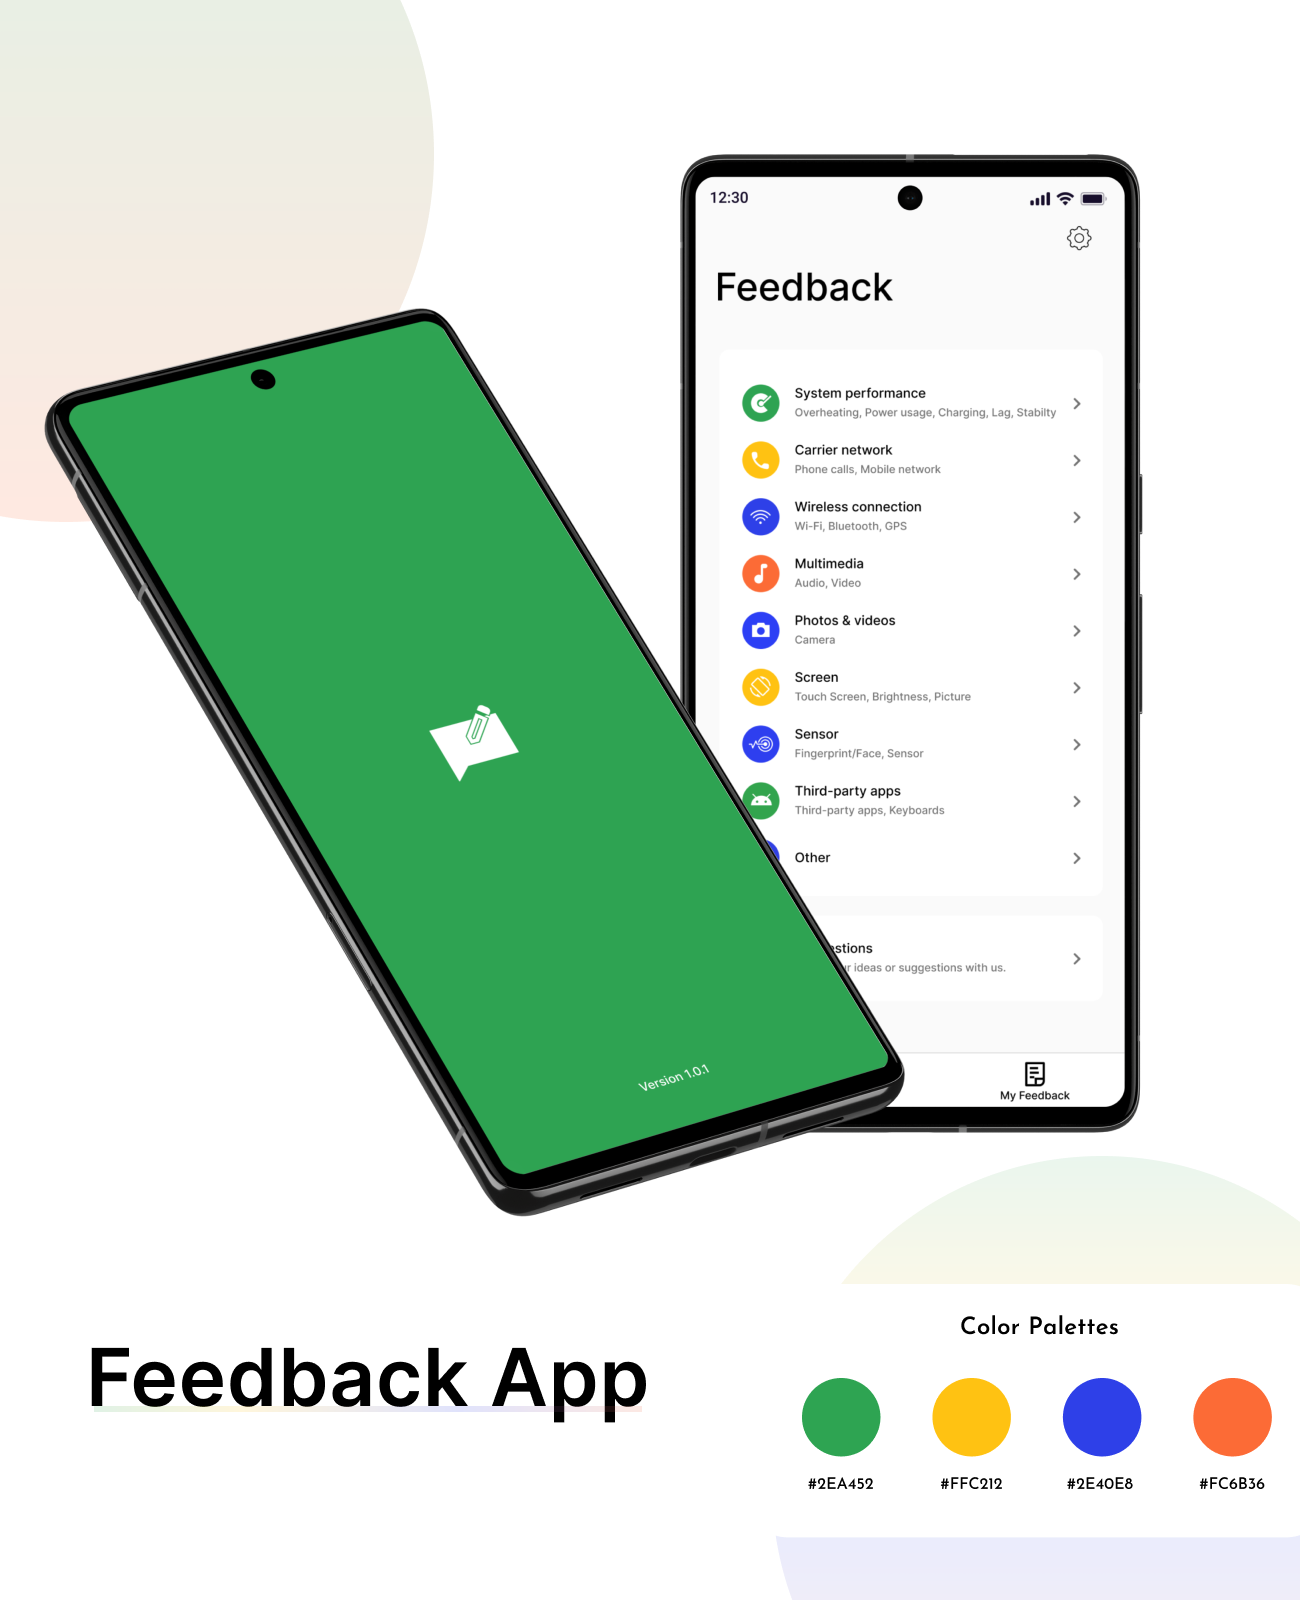 12:30
Feedback
System performance
Overheating, Power usage, Charging, Lag, Stabilty
Carrier network
Phone calls, Mobile network
Wireless connection
Wi-Fi, Bluetooth, GPS
Multimedia
Audio, Video
Photos & videos
Camera
Screen
Touch Screen, Brightness, Picture
Sensor
Fingerprint/Face, Sensor
Third-party apps
Third-party apps, Keyboards
Other
ideas or suggestions with us.
My Feedback
Version 1.0.1
Feedback App
Color Palettes
#2EA452
#FFC212
#2E40E8
#FC6B36